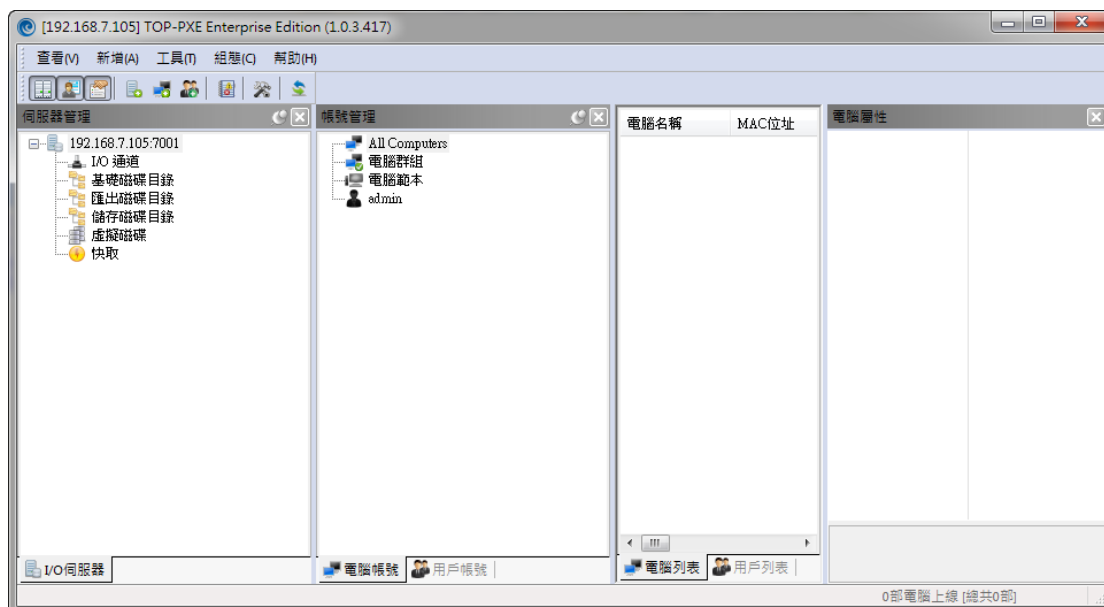 [192.168.7.105] TOP-PXE Enterprise Edition (1.0.3.417)
查看(V) 新增(A) 工具(T) 組態(C) 幫助(H)
伺服器管理
192.168.7.105:7001
I/O 通道
基礎磁碟目錄
匯出磁碟目錄
儲存磁碟目錄
虛擬磁碟
快取
I/O伺服器
帳號管理
All Computers
電腦群組
電腦範本
admin
電腦帳號 用戶帳號
電腦名稱 MAC位址
電腦列表 用戶列表
電腦屬性
0部電腦上線 [總共0部]